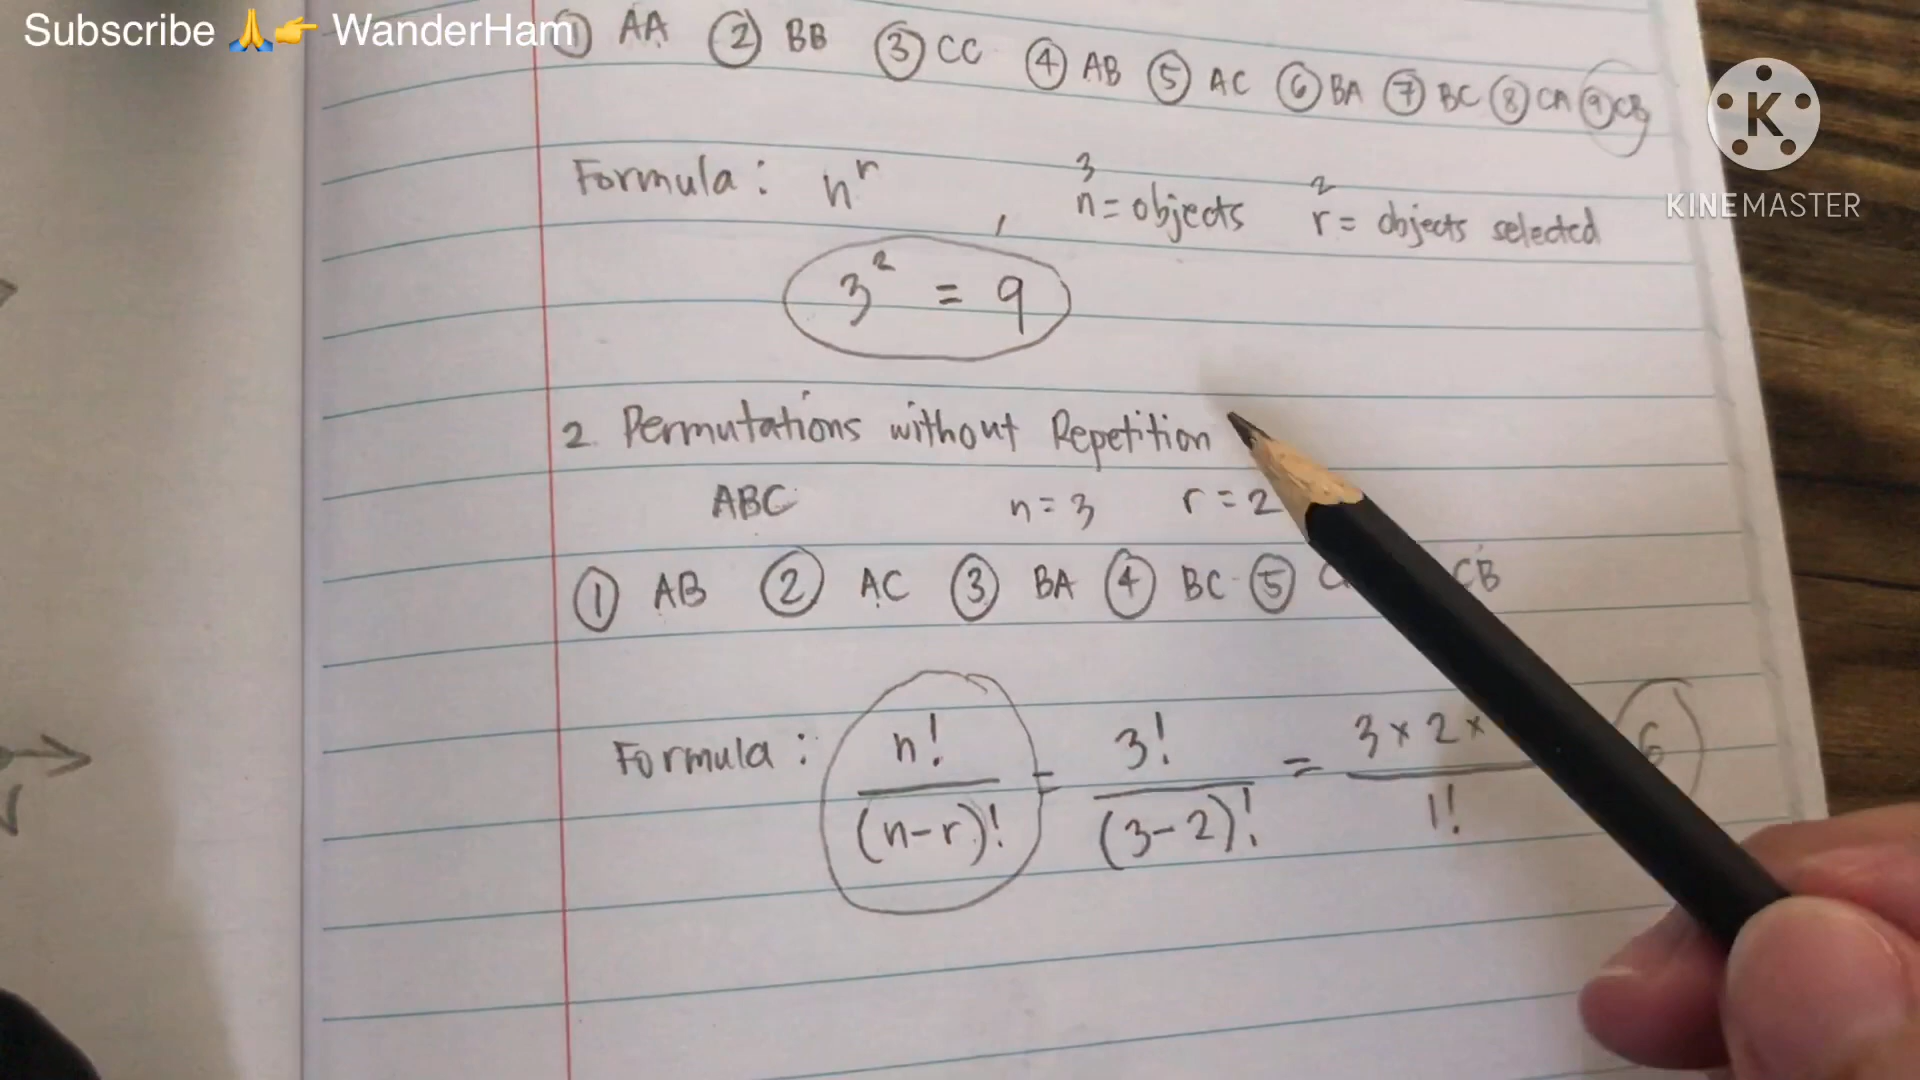 Subscribe 🙏👉 WanderHam
① AA ② BB ③ CC ④ AB ⑤ AC ⑥ BA ⑦ BC ⑧ CA ⑨ CB
K
KINEMASTER
Formula: n^r , n = objects r = objects selected
3 2
3² = 9
2. Permutations without Repetition
ABC n = 3 r = 2
① AB ② AC ③ BA ④ BC ⑤ CB
Formula: n! / (n-r)! = 3! / (3-2)! = 3 × 2 × / 1! 6